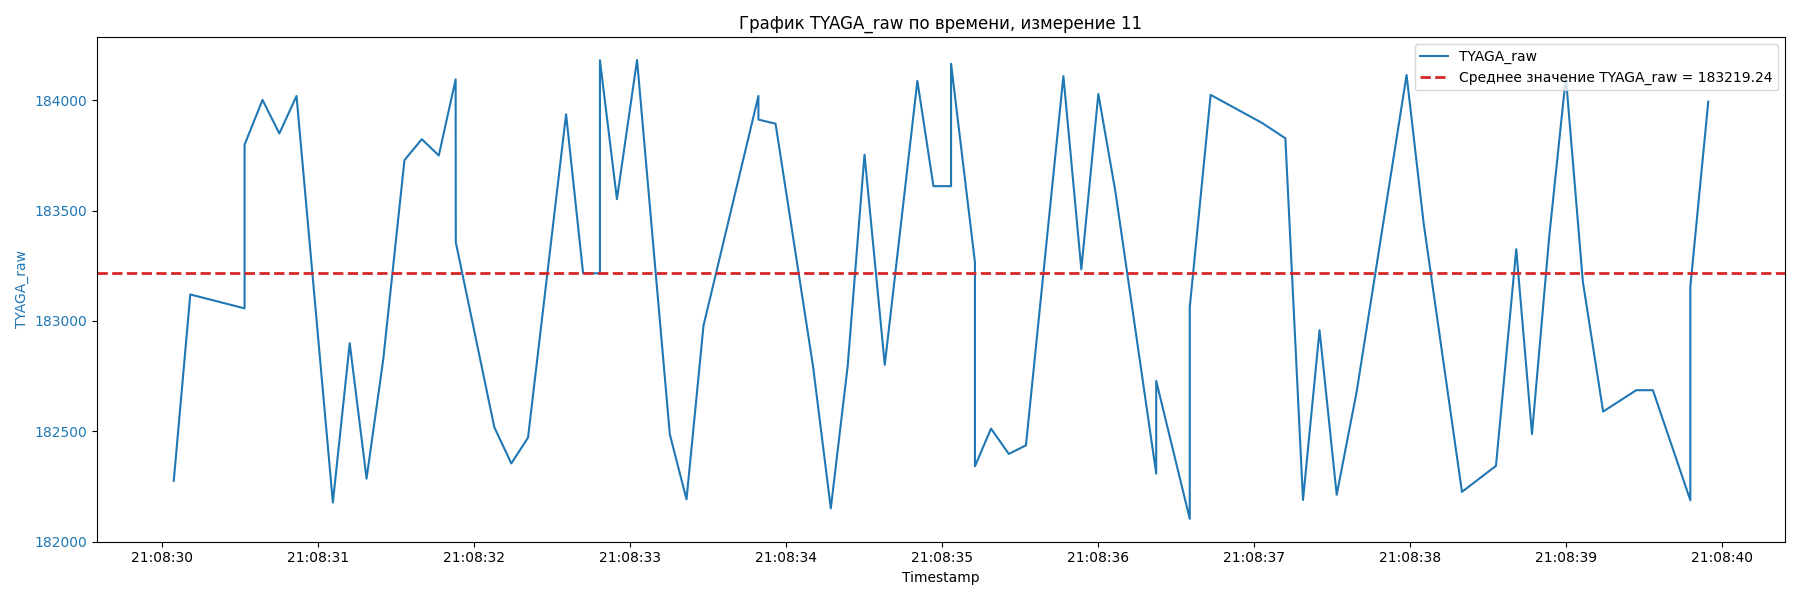 График TYAGA_raw по времени, измерение 11
TYAGA_raw
Среднее значение TYAGA_raw = 183219.24
184000
183500
183000
182500
182000
TYAGA_raw
21:08:30 21:08:31 21:08:32 21:08:33 21:08:34 21:08:35 21:08:36 21:08:37 21:08:38 21:08:39 21:08:40
Timestamp